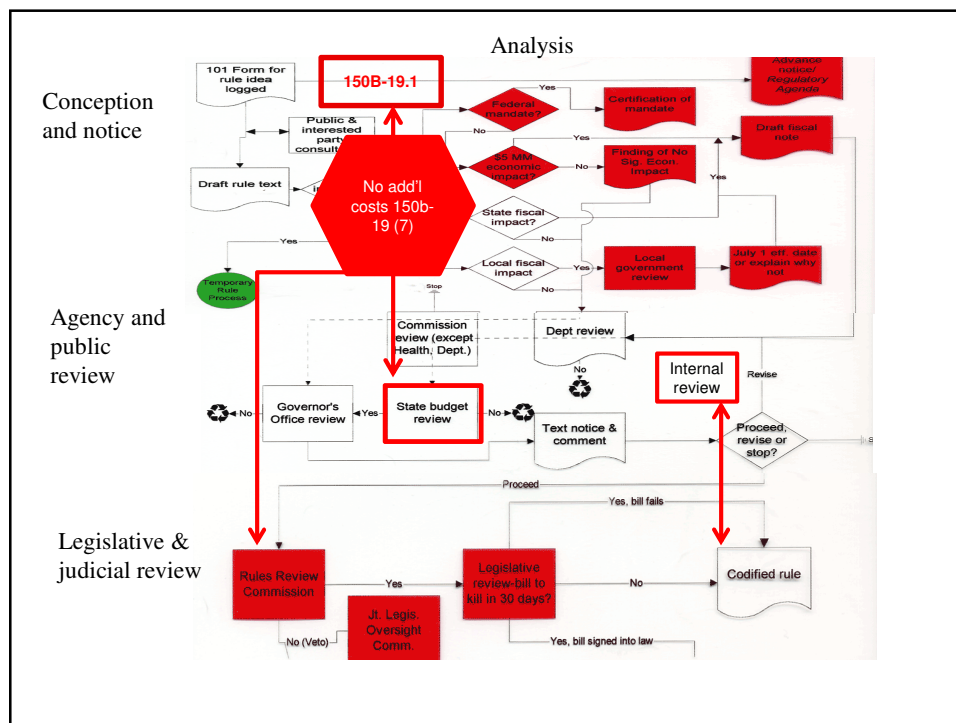 Analysis
Conception
and notice
101 Form for
rule idea
logged
150B-19.1
Advance
notice/
Regulatory
Agenda
Federal
mandate?
Yes
Certification of
mandate
No
Public &
interested
party
$5 MM
economic
impact?
Yes
No
Finding of No
Sig. Econ.
Impact
Draft fiscal
note
Draft rule text
No add'l
costs 150b-
19 (7)
State fiscal
impact?
Yes
No
Yes
Local fiscal
impact
Yes
No
Local
government
review
July 1 eff. date
or explain why
not
Temporary
Rule
Process
Stop
Agency and
public
review
Commission
review (except
Health, Dept.)
Dept review
No
Internal
review
Revise
No
Governor's
Office review
Yes
State budget
review
No
Text notice &
comment
Proceed,
revise or
stop?
Proceed
Yes, bill fails
Legislative &
judicial review
Rules Review
Commission
Yes
Legislative
review-bill to
kill in 30 days?
No
Codified rule
Jt. Legis.
Oversight
Comm.
No (Veto)
Yes, bill signed into law